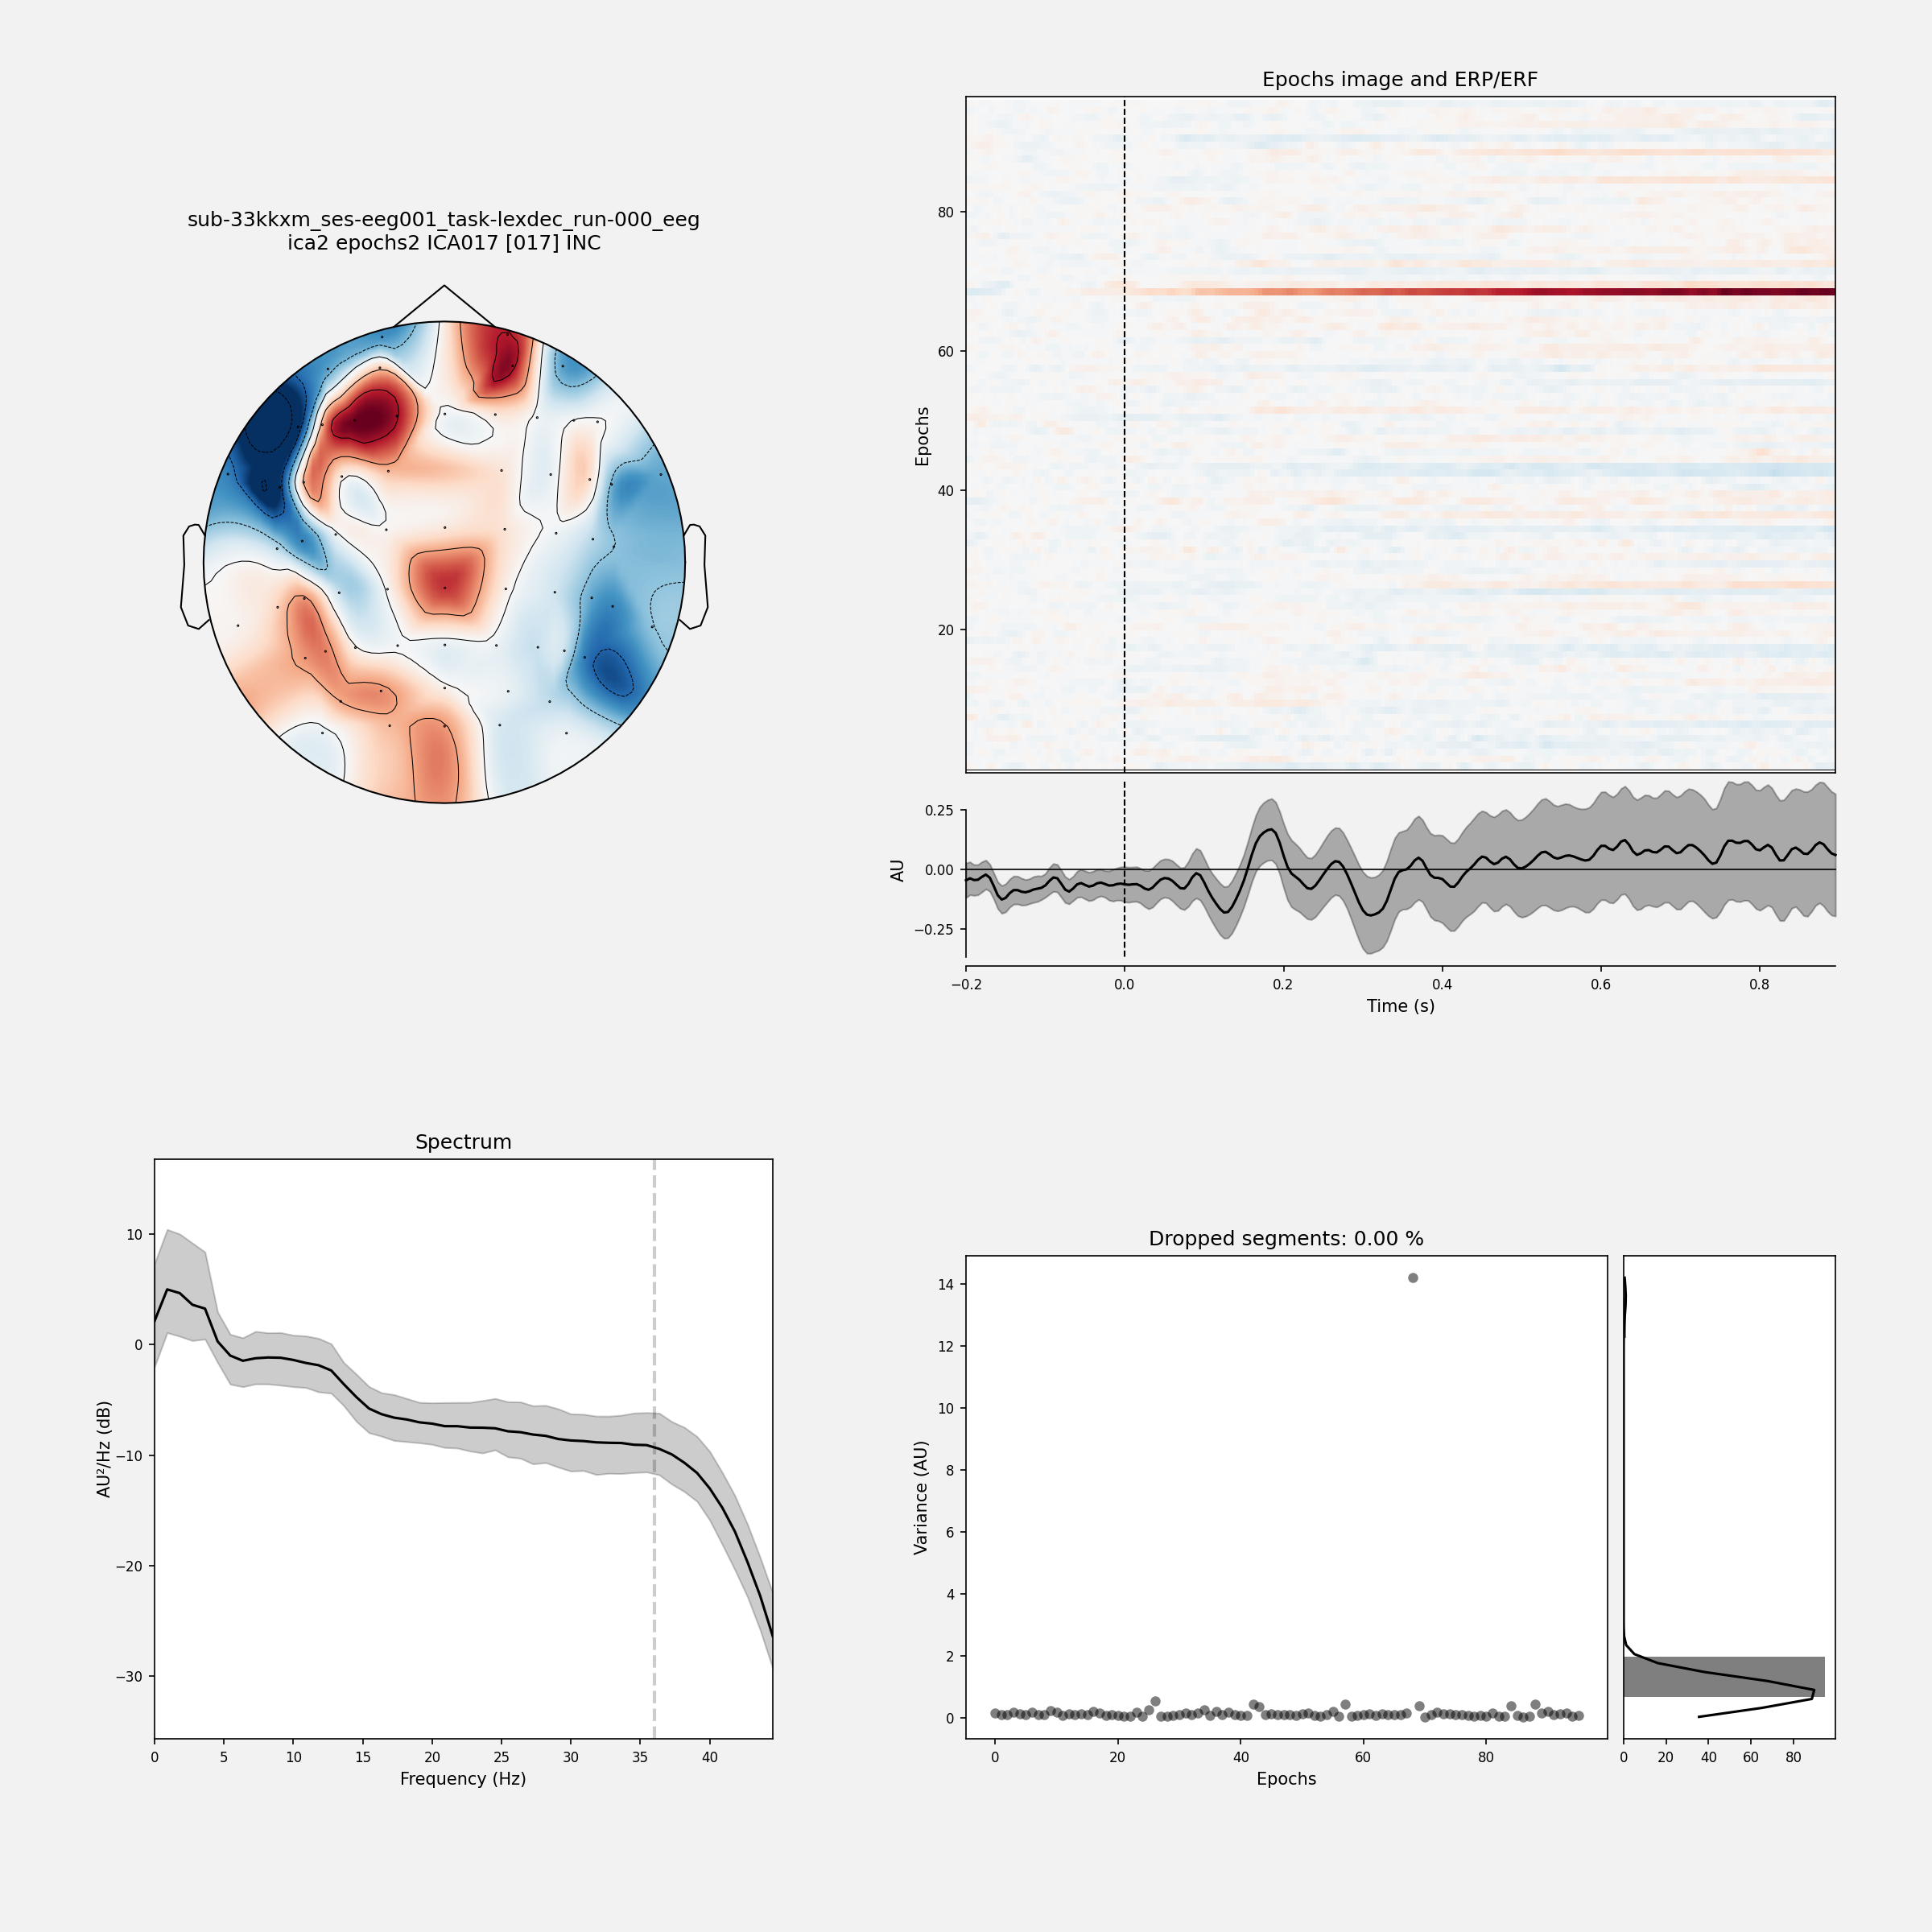 sub-33kkxm_ses-eeg001_task-lexdec_run-000_eeg
ica2 epochs2 ICA017 [017] INC
Epochs image and ERP/ERF
Epochs
80
60
40
20
AU
0.25
0.00
−0.25
−0.2 0.0 0.2 0.4 0.6 0.8
Time (s)
Spectrum
AU²/Hz (dB)
10
0
−10
−20
−30
0 5 10 15 20 25 30 35 40
Frequency (Hz)
Dropped segments: 0.00 %
Variance (AU)
14
12
10
8
6
4
2
0
0 20 40 60 80
Epochs
0 20 40 60 80